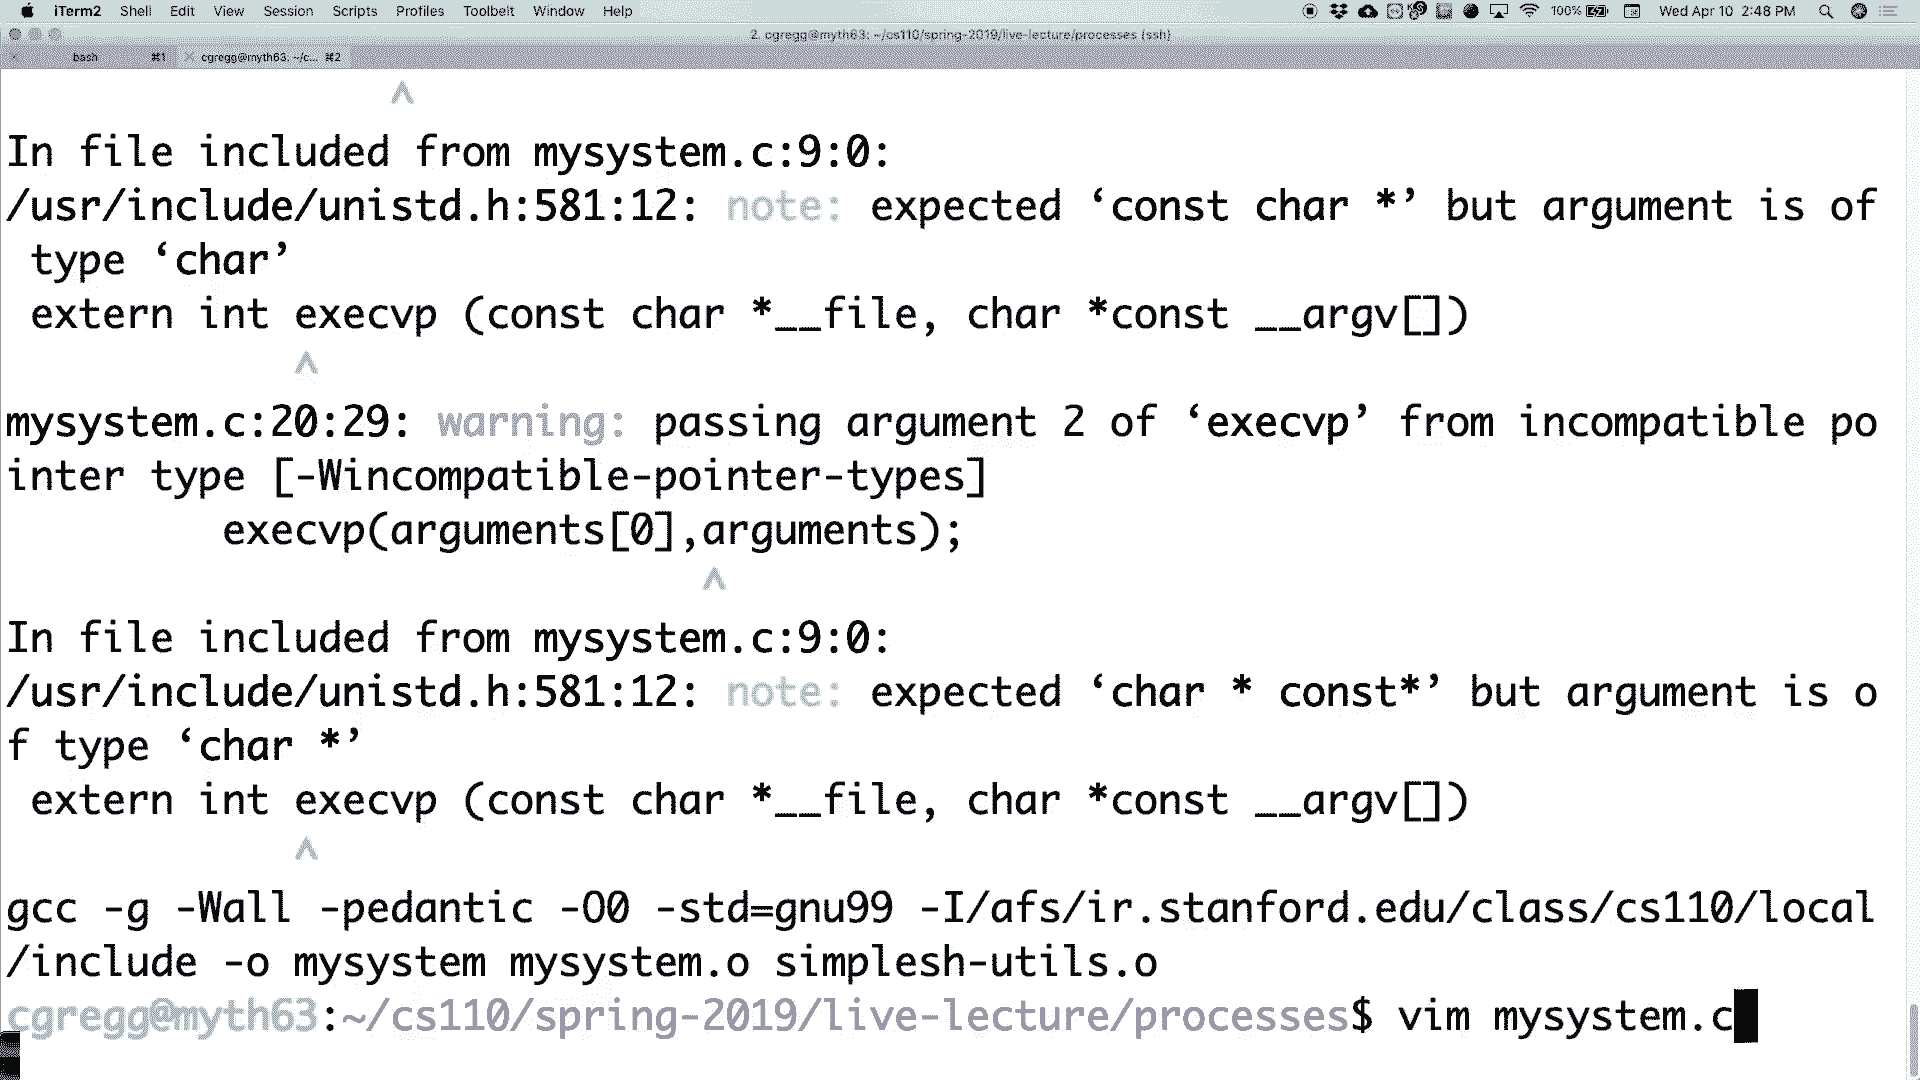 iTerm2 Shell Edit View Session Scripts Profiles Toolbelt Window Help 100% Wed Apr 10 2:48 PM
2. cgregg@myth63: ~/cs110/spring-2019/live-lecture/processes (ssh)
bash ⌘1 cgregg@myth63: ~/c... ⌘2
^
In file included from mysystem.c:9:0:
/usr/include/unistd.h:581:12: note: expected ‘const char *’ but argument is of
 type ‘char’
 extern int execvp (const char *__file, char *const __argv[])
^
mysystem.c:20:29: warning: passing argument 2 of ‘execvp’ from incompatible po
inter type [-Wincompatible-pointer-types]
         execvp(arguments[0],arguments);
^
In file included from mysystem.c:9:0:
/usr/include/unistd.h:581:12: note: expected ‘char * const*’ but argument is o
f type ‘char *’
 extern int execvp (const char *__file, char *const __argv[])
^
gcc -g -Wall -pedantic -O0 -std=gnu99 -I/afs/ir.stanford.edu/class/cs110/local
/include -o mysystem mysystem.o simplesh-utils.o
cgregg@myth63:~/cs110/spring-2019/live-lecture/processes$ vim mysystem.c